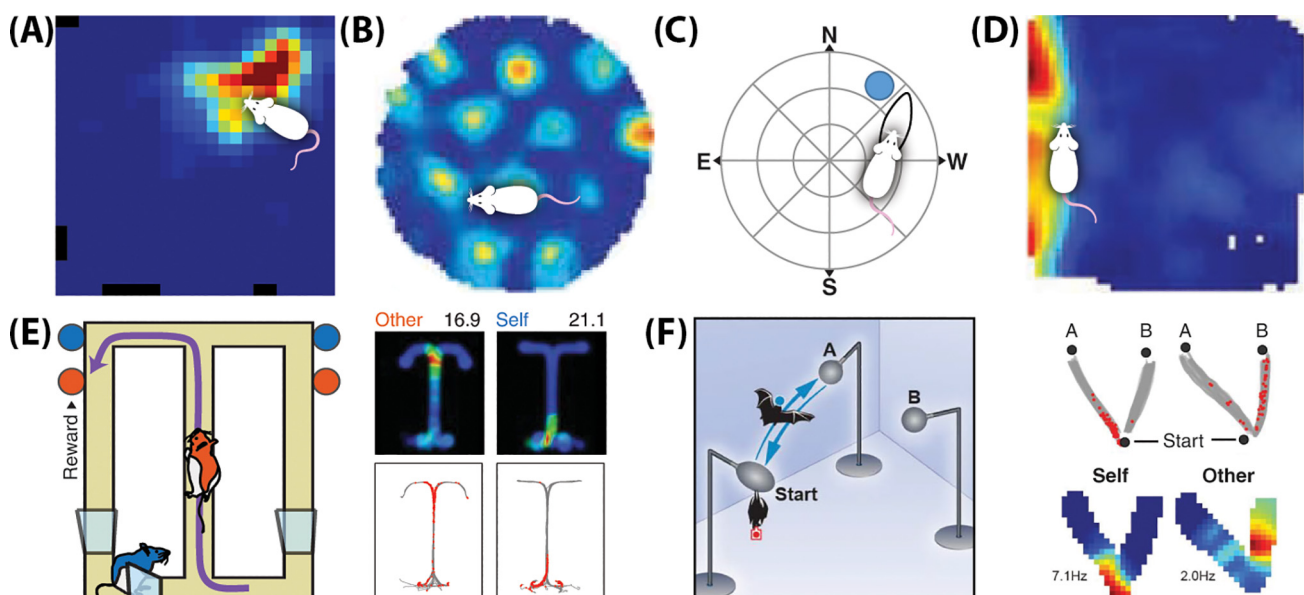 (A)
(B)
(C)
N
E
W
S
(D)
(E)
Reward
Other 16.9
Self 21.1
(F)
A
B
Start
A B A B
Start
Self Other
7.1Hz
2.0Hz